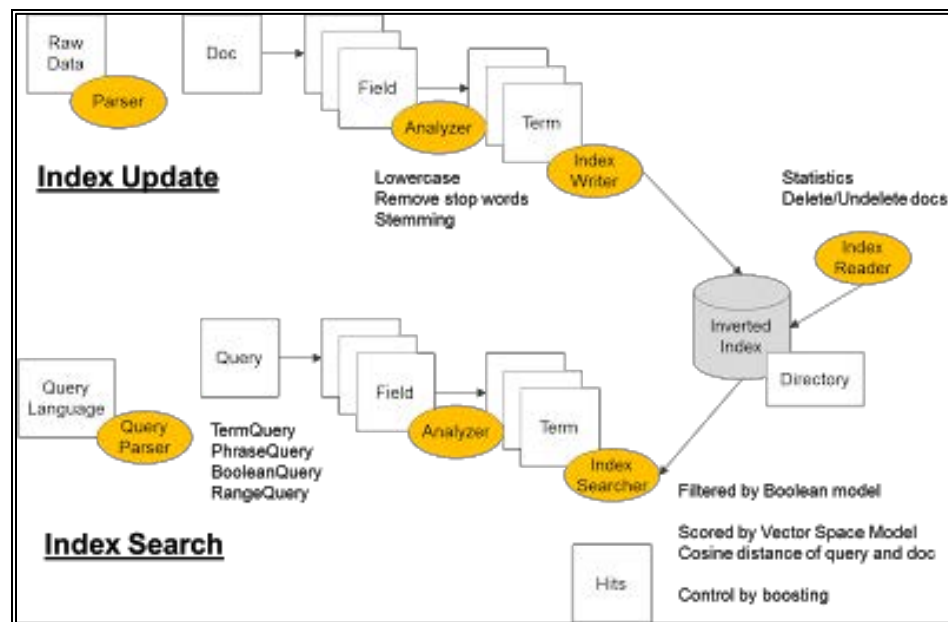 Raw
Data
Doc
Parser
Field
Analyzer
Term
Index
Writer
Index Update
Lowercase
Remove stop words
Stemming
Statistics
Delete/Undelete docs
Index
Reader
Inverted
Index
Directory
Query
Language
Query
Parser
Query
TermQuery
PhraseQuery
BooleanQuery
RangeQuery
Field
Analyzer
Term
Index
Searcher
Index Search
Filtered by Boolean model
Scored by Vector Space Model
Cosine distance of query and doc
Control by boosting
Hits